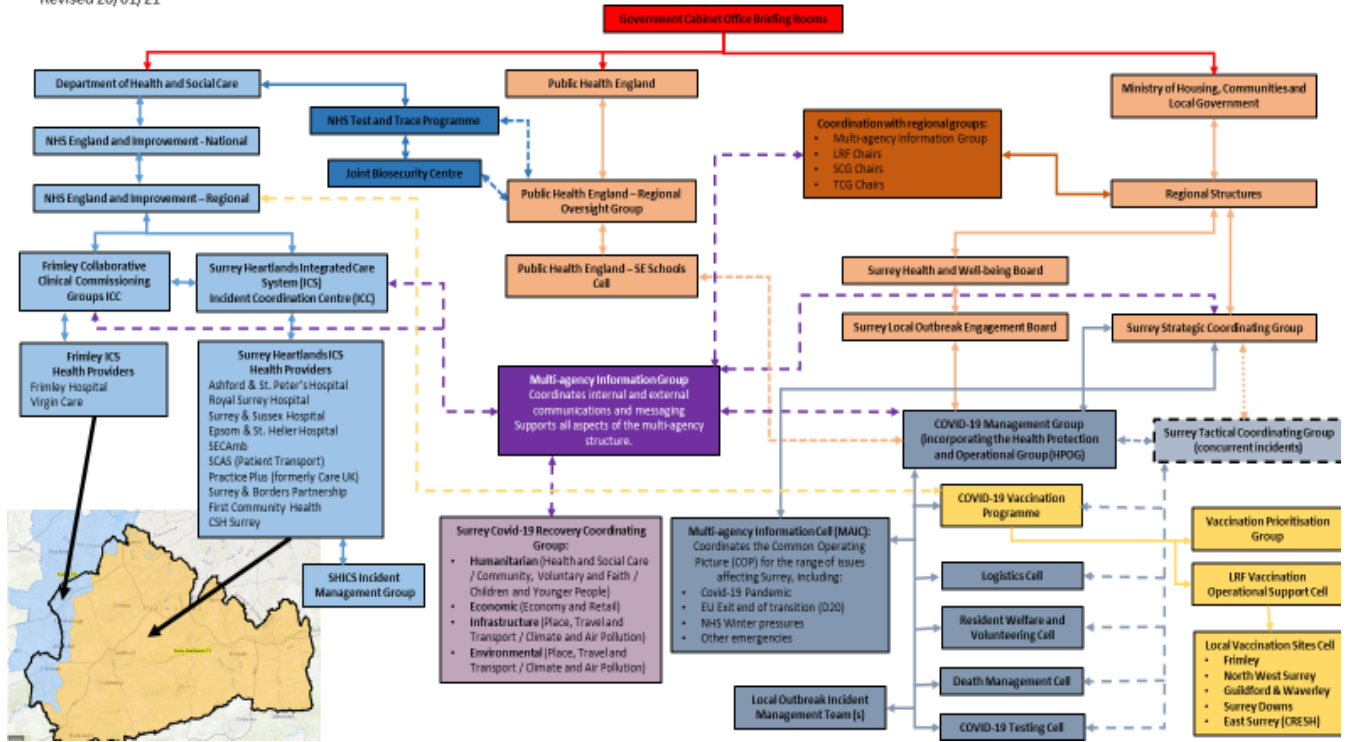 Revised 20/01/21
Government Cabinet Office Briefing Rooms
Department of Health and Social Care
Public Health England
Ministry of Housing, Communities and
Local Government
NHS Test and Trace Programme
Coordination with regional groups:
• Multi-agency Information Group
• LRF Chairs
• SCG Chairs
• TCG Chairs
NHS England and Improvement - National
Joint Biosecurity Centre
NHS England and Improvement – Regional
Public Health England – Regional
Oversight Group
Regional Structures
Frimley Collaborative
Clinical Commissioning
Groups ICC
Surrey Heartlands Integrated Care
System (ICS)
Incident Coordination Centre (ICC)
Public Health England – SE Schools
Cell
Surrey Health and Well-being Board
Surrey Local Outbreak Engagement Board
Surrey Strategic Coordinating Group
Frimley ICS
Health Providers
Frimley Hospital
Virgin Care
Surrey Heartlands ICS
Health Providers
Ashford & St. Peter's Hospital
Royal Surrey Hospital
Surrey & Sussex Hospital
Epsom & St. Helier Hospital
SECAmb
SCAS (Patient Transport)
Practice Plus (formerly Care UK)
Surrey & Borders Partnership
First Community Health
CSH Surrey
Multi-agency Information Group
Coordinates internal and external
communications and messaging
Supports all aspects of the multi-agency
structure.
COVID-19 Management Group
(incorporating the Health Protection
and Operational Group (HPOG)
Surrey Tactical Coordinating Group
(concurrent incidents)
SHICS Incident
Management Group
Surrey Covid-19 Recovery Coordinating
Group:
• Humanitarian (Health and Social Care
/ Community, Voluntary and Faith /
Children and Younger People)
• Economic (Economy and Retail)
• Infrastructure (Place, Travel and
Transport / Climate and Air Pollution)
• Environmental (Place, Travel and
Transport / Climate and Air Pollution)
Multi-agency Information Cell (MAIC):
Coordinates the Common Operating
Picture (COP) for the range of issues
affecting Surrey, including:
• Covid-19 Pandemic
• EU Exit end of transition (D20)
• NHS Winter pressures
• Other emergencies
COVID-19 Vaccination
Programme
Vaccination Prioritisation
Group
Logistics Cell
LRF Vaccination
Operational Support Cell
Resident Welfare and
Volunteering Cell
Local Vaccination Sites Cell
• Frimley
• North West Surrey
• Guildford & Waverley
• Surrey Downs
• East Surrey (CRESH)
Death Management Cell
Local Outbreak Incident
Management Team (s)
COVID-19 Testing Cell